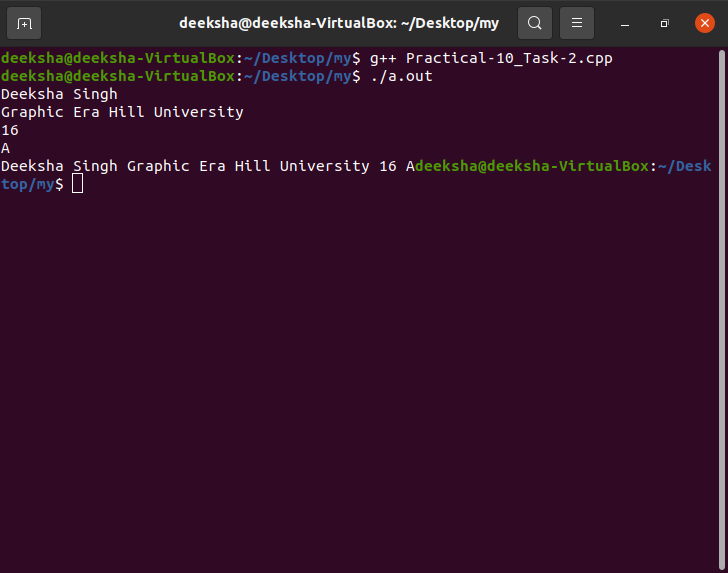 deeksha@deeksha-VirtualBox: ~/Desktop/my
deeksha@deeksha-VirtualBox:~/Desktop/my$ g++ Practical-10_Task-2.cpp
deeksha@deeksha-VirtualBox:~/Desktop/my$ ./a.out
Deeksha Singh
Graphic Era Hill University
16
A
Deeksha Singh Graphic Era Hill University 16 Adeeksha@deeksha-VirtualBox:~/Desk
top/my$